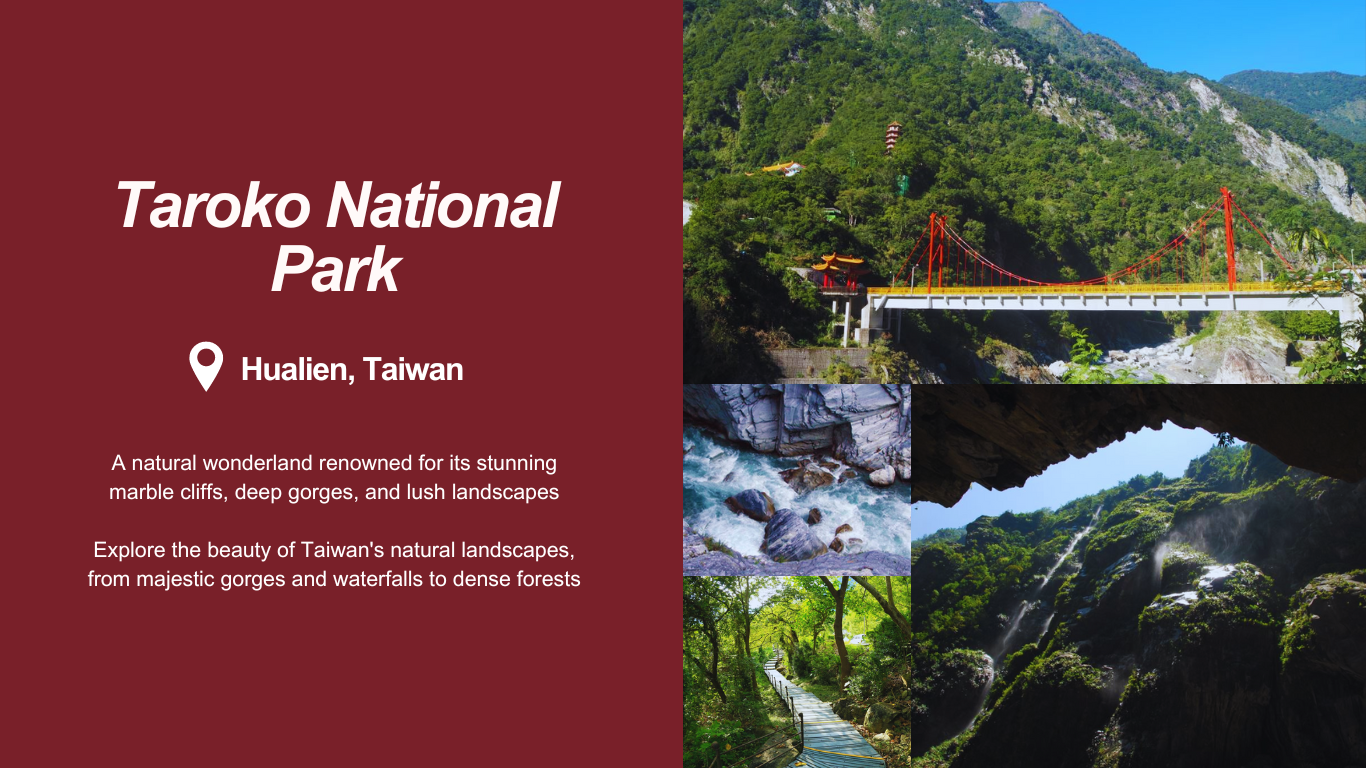 Taroko National
Park
Hualien, Taiwan
A natural wonderland renowned for its stunning
marble cliffs, deep gorges, and lush landscapes
Explore the beauty of Taiwan's natural landscapes,
from majestic gorges and waterfalls to dense forests